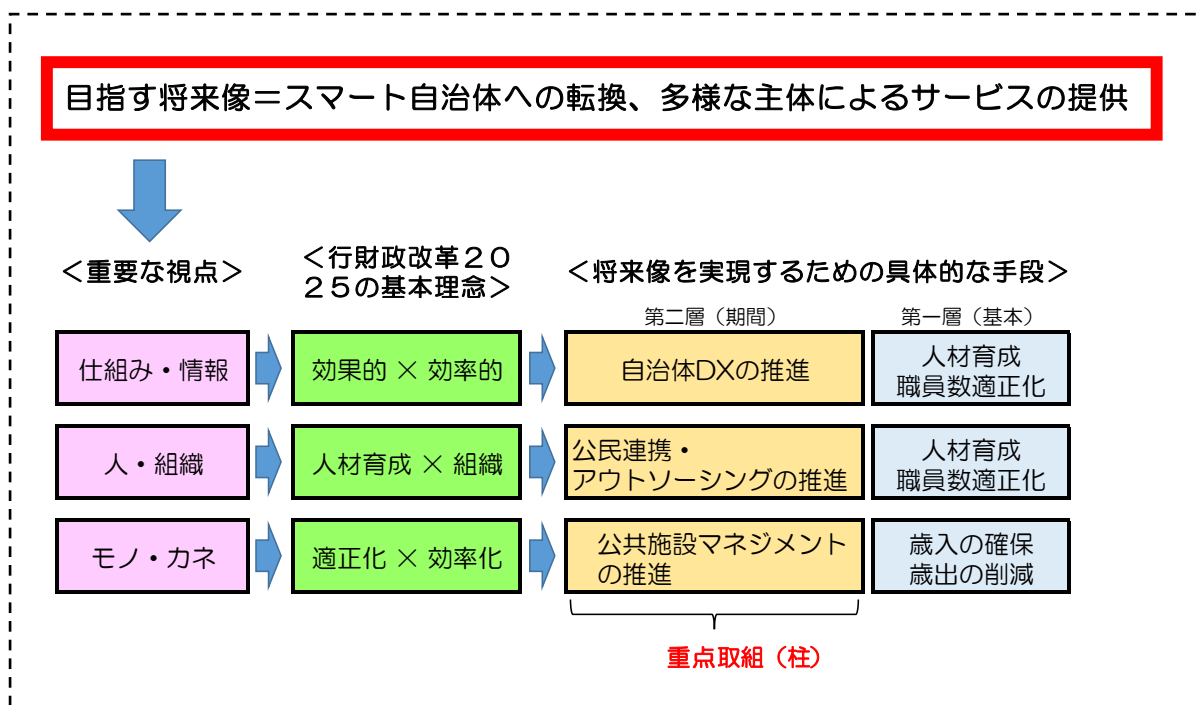 目指す将来像＝スマート自治体への転換、多様な主体によるサービスの提供
＜重要な視点＞
＜行財政改革２０
２５の基本理念＞
＜将来像を実現するための具体的な手段＞
第二層（期間）
第一層（基本）
仕組み・情報
効果的 × 効率的
自治体DXの推進
人材育成
職員数適正化
人・組織
人材育成 × 組織
公民連携・
アウトソーシングの推進
人材育成
職員数適正化
モノ・カネ
適正化 × 効率化
公共施設マネジメント
の推進
歳入の確保
歳出の削減
重点取組（柱）